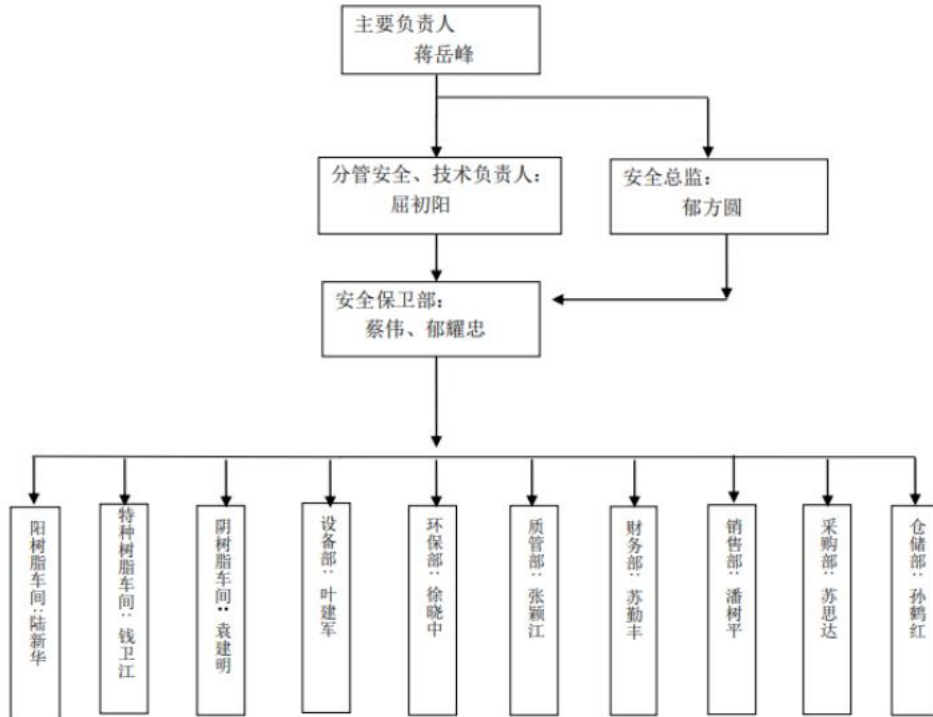 主要负责人
蒋岳峰
分管安全、技术负责人：
屈初阳
安全总监：
郁方圆
安全保卫部：
蔡伟、郁耀忠
阳树脂车间：陆新华
特种树脂车间：钱卫江
阴树脂车间：袁建明
设备部：叶建军
环保部：徐晓中
质管部：张颖江
财务部：苏勤丰
销售部：潘树平
采购部：苏思达
仓储部：孙鹤红